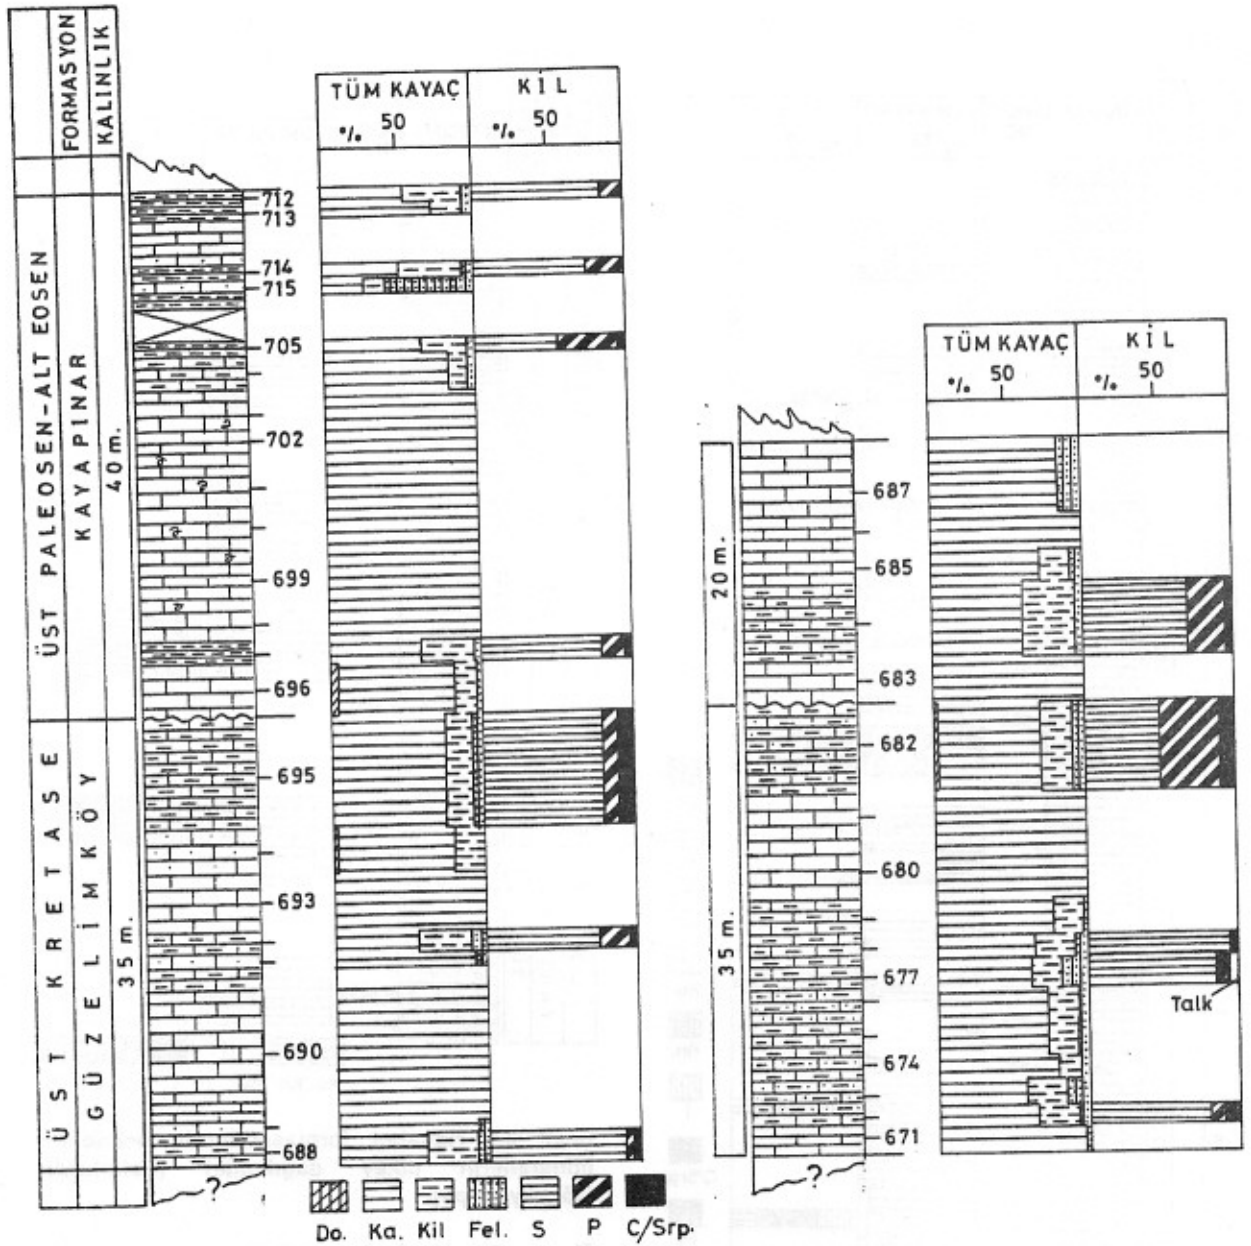 FORMASYON
KALINLIK
ÜST PALEOSEN-ALT EOSEN
KAYAPINAR
40 m.
ÜST KRETASE
GÜZELİMKÖY
35 m.
TÜM KAYAÇ
KİL
%
50
%
50
712
713
714
715
705
702
699
696
695
693
690
688
?
TÜM KAYAÇ
KİL
%
50
%
50
20 m.
35 m.
687
685
683
682
680
677
674
671
Talk
?
Do. Ka. Kil Fel. S P C/Srp.